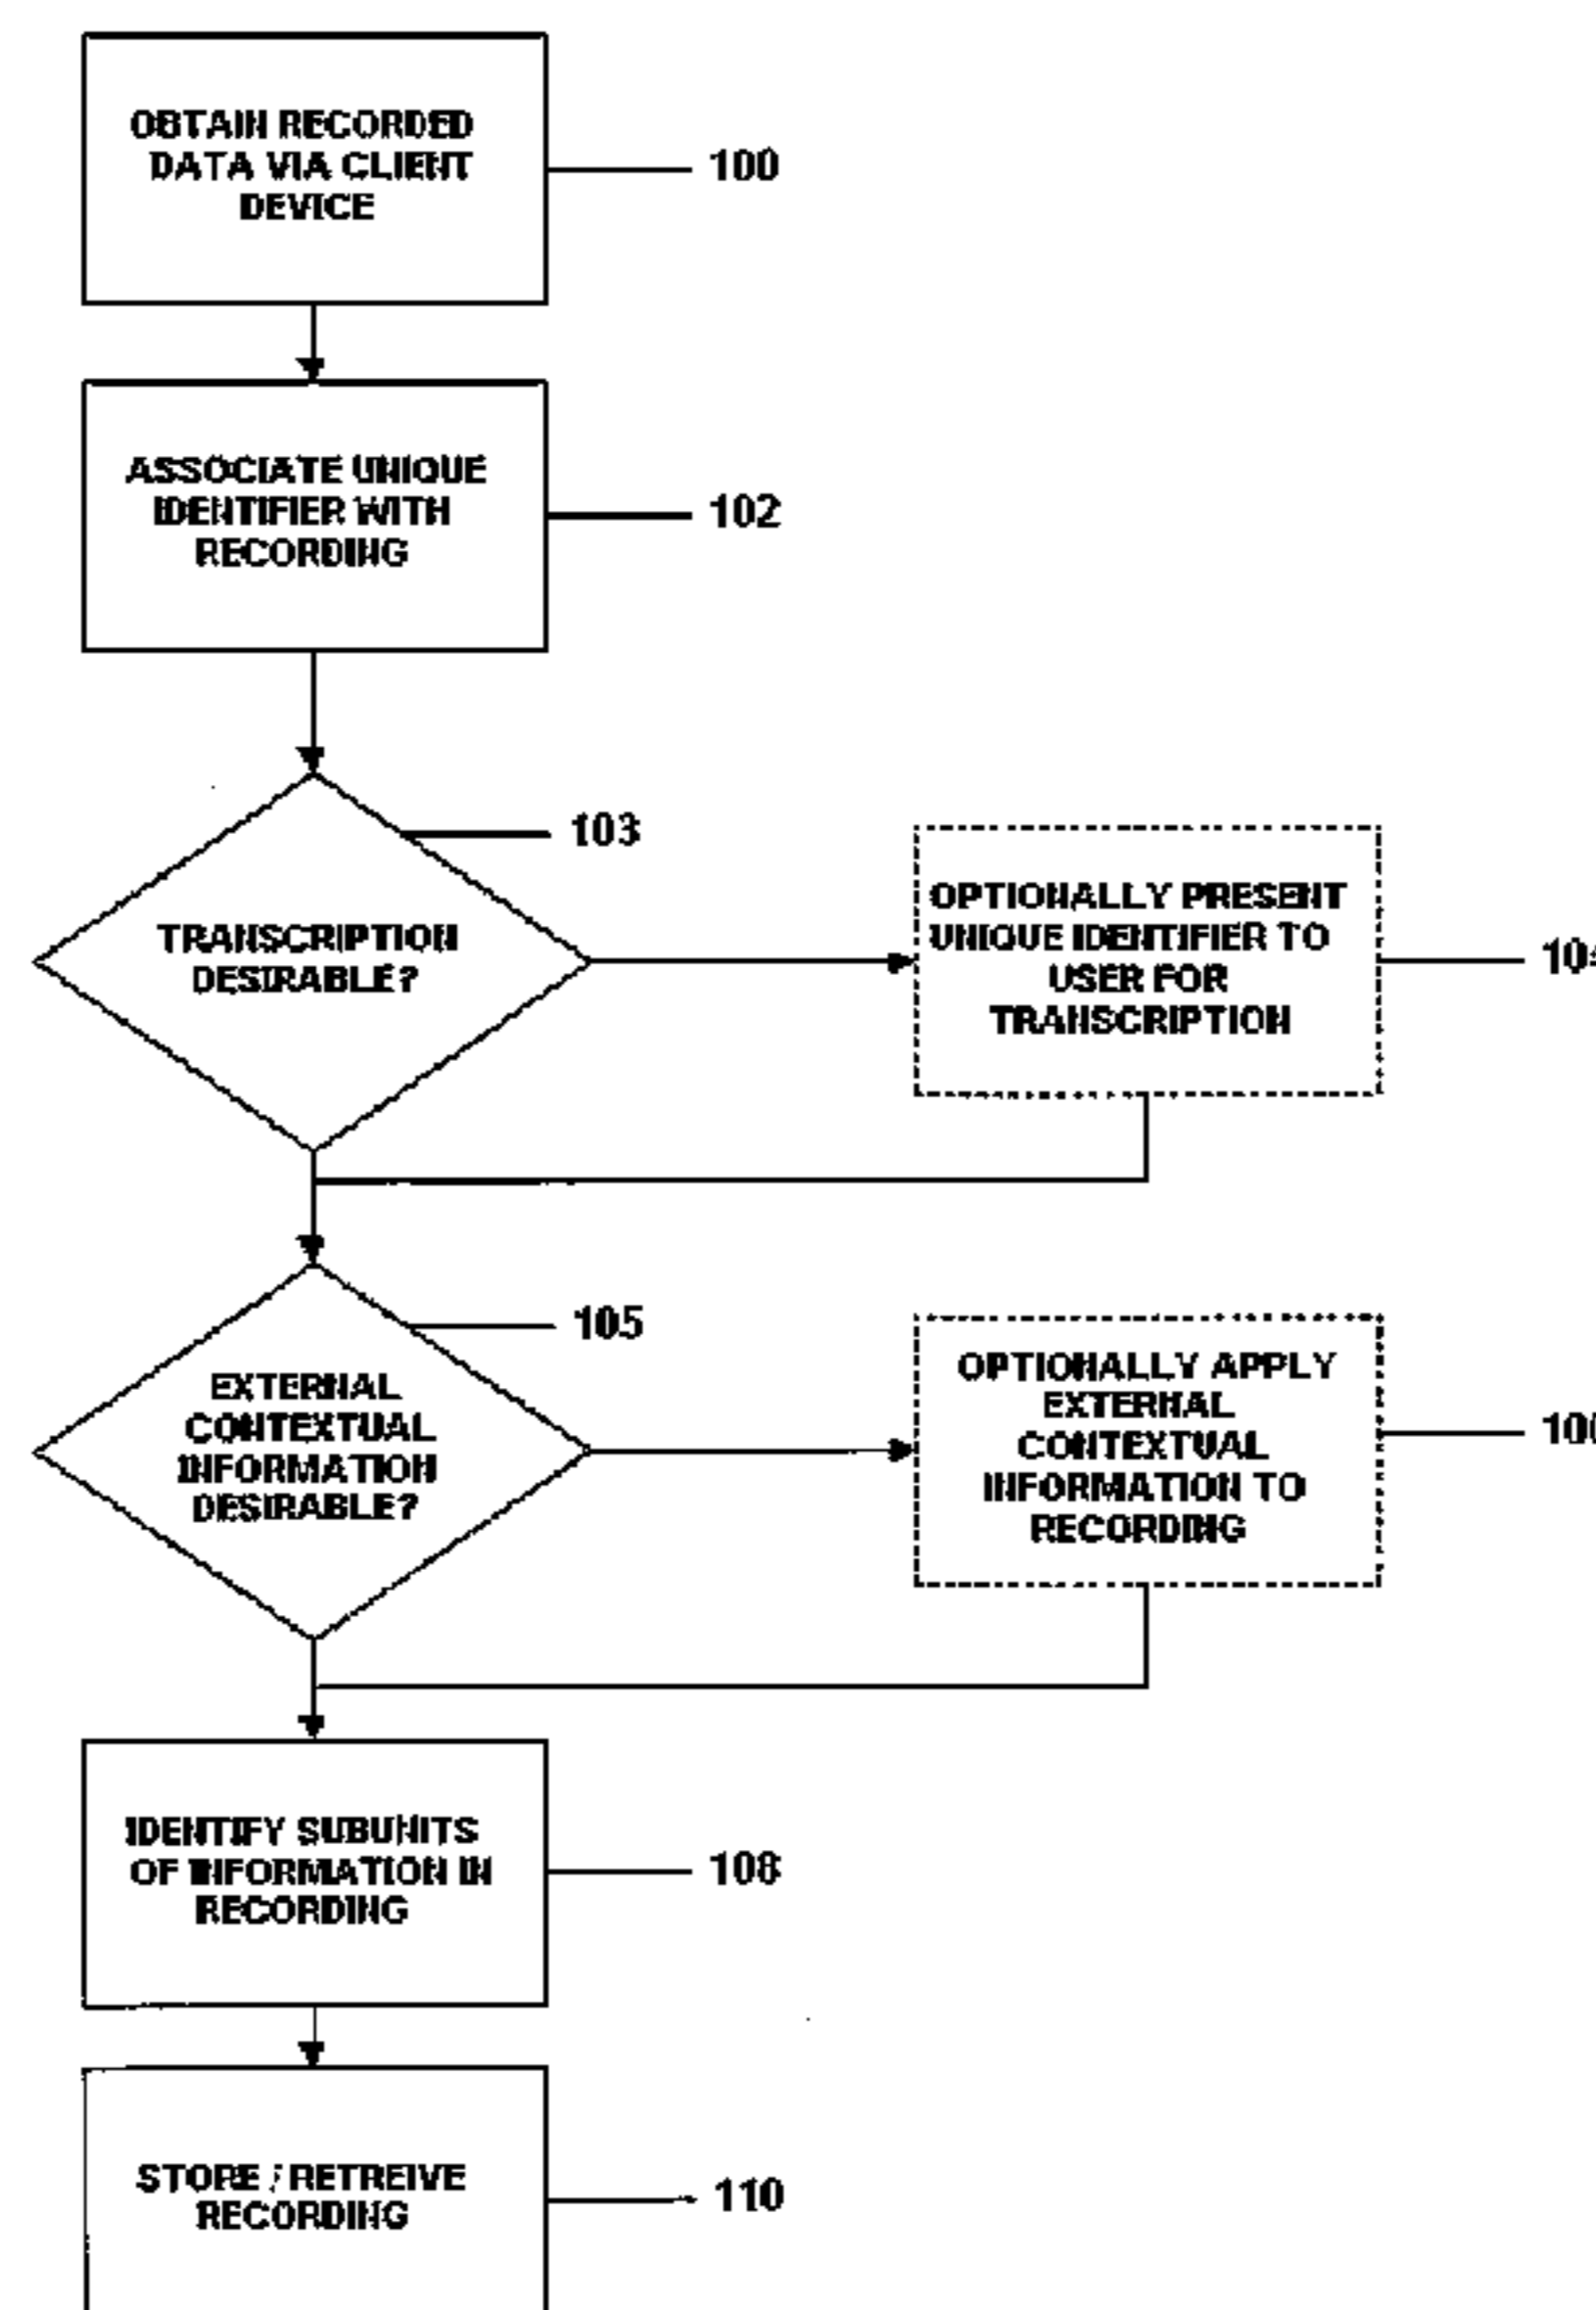 OBTAIN RECORDED
DATA VIA CLIENT
DEVICE
100
ASSOCIATE UNIQUE
IDENTIFIER WITH
RECORDING
102
103
TRANSCRIPTION
DESIRABLE?
OPTIONALLY PRESENT
UNIQUE IDENTIFIER TO
USER FOR
TRANSCRIPTION
105
EXTERNAL
CONTEXTUAL
INFORMATION
DESIRABLE?
OPTIONALLY APPLY
EXTERNAL
CONTEXTUAL
INFORMATION TO
RECORDING
IDENTIFY SUBUNITS
OF INFORMATION IN
RECORDING
108
STORE / RETREIVE
RECORDING
110